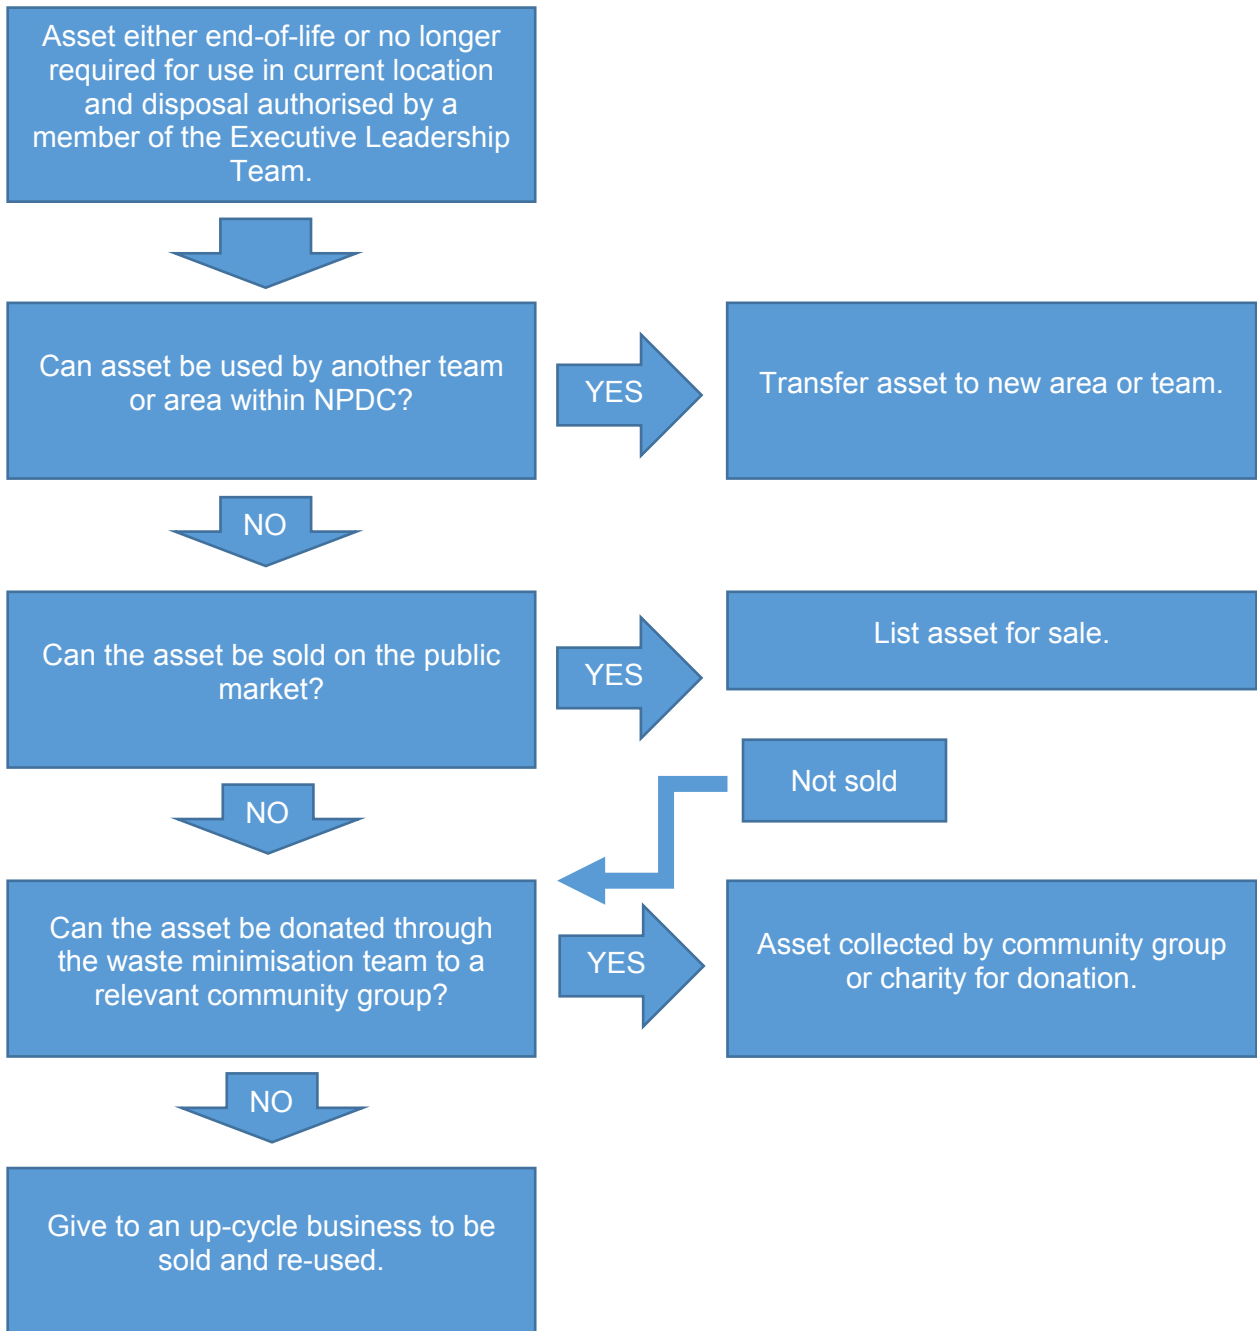 Asset either end-of-life or no longer
required for use in current location
and disposal authorised by a
member of the Executive Leadership
Team.
Can asset be used by another team
or area within NPDC?
YES
Transfer asset to new area or team.
NO
Can the asset be sold on the public
market?
YES
List asset for sale.
Not sold
NO
Can the asset be donated through
the waste minimisation team to a
relevant community group?
YES
Asset collected by community group
or charity for donation.
NO
Give to an up-cycle business to be
sold and re-used.